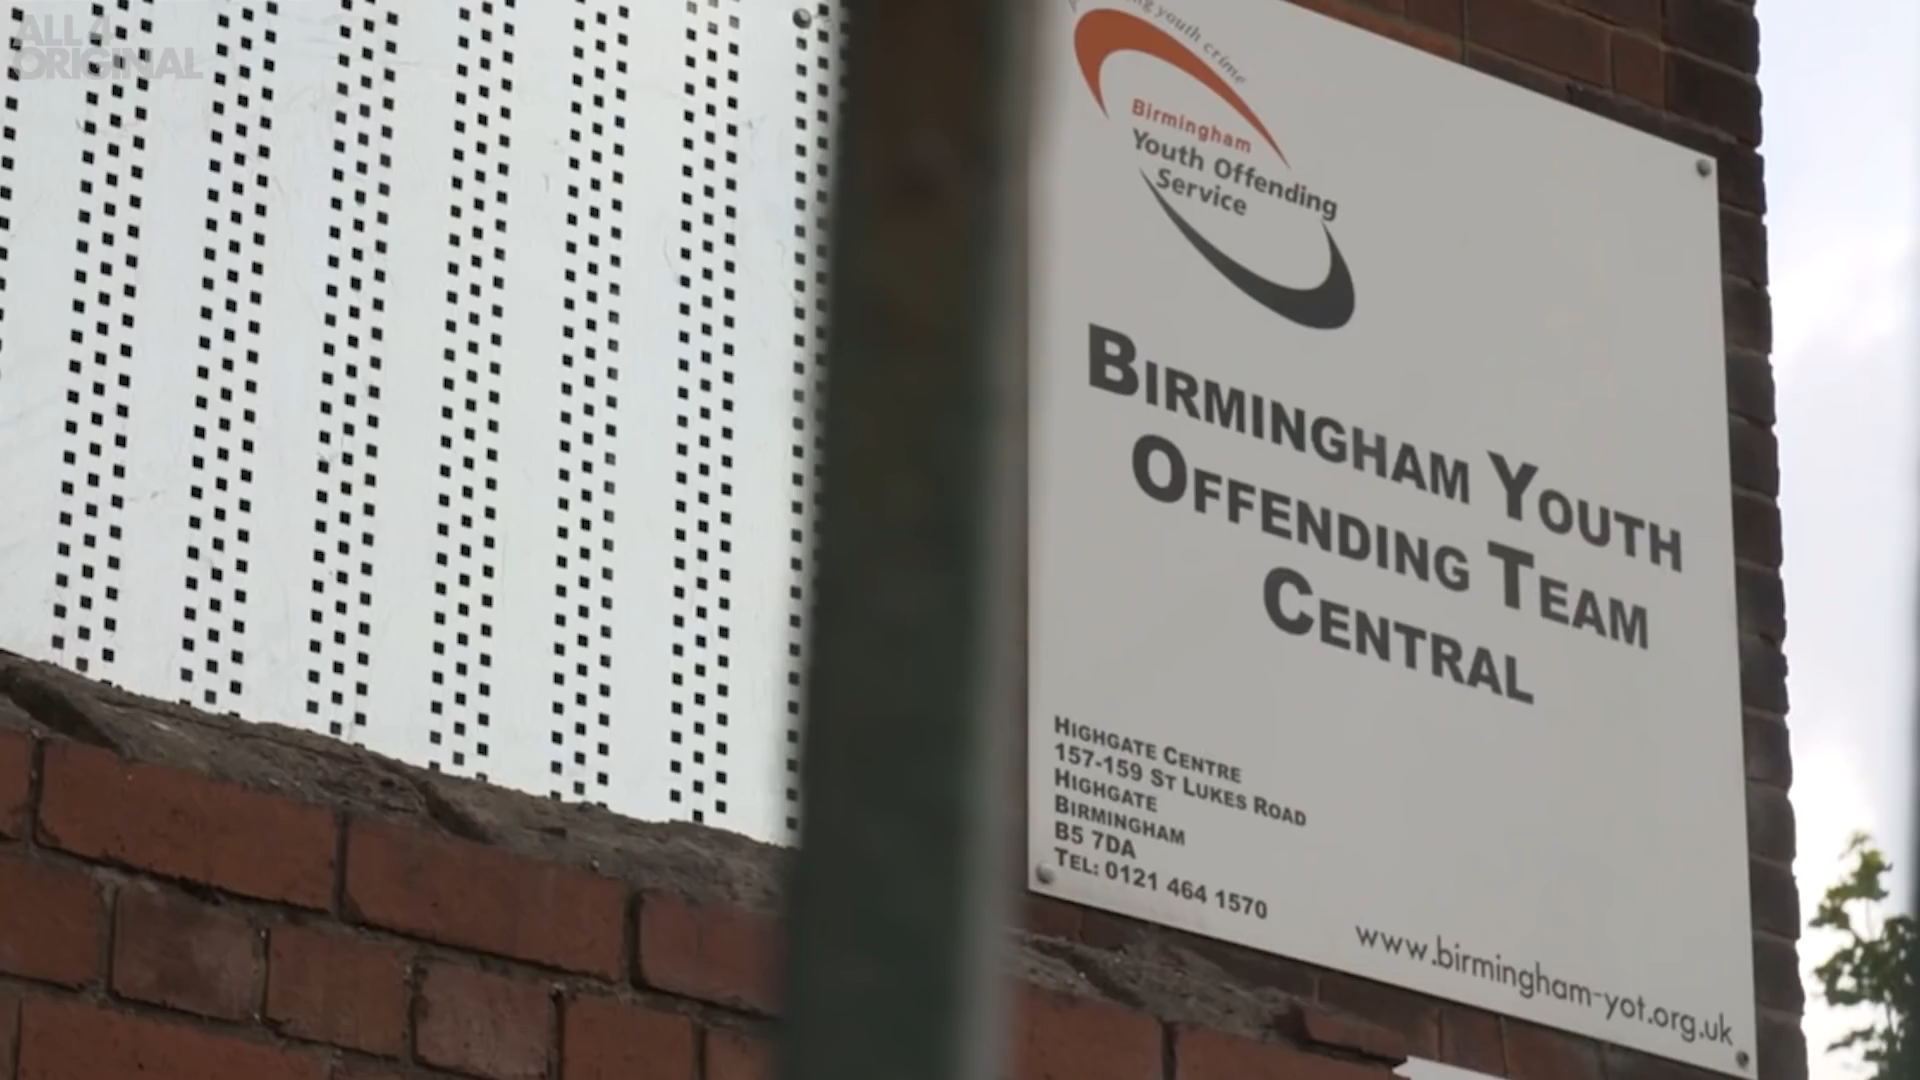 ALL 4
ORIGINAL
youth crime
Birmingham
Youth Offending
Service
BIRMINGHAM YOUTH
OFFENDING TEAM
CENTRAL
HIGHGATE CENTRE
157-159 ST LUKES ROAD
HIGHGATE
BIRMINGHAM
B5 7DA
TEL: 0121 464 1570
www.birmingham-yot.org.uk